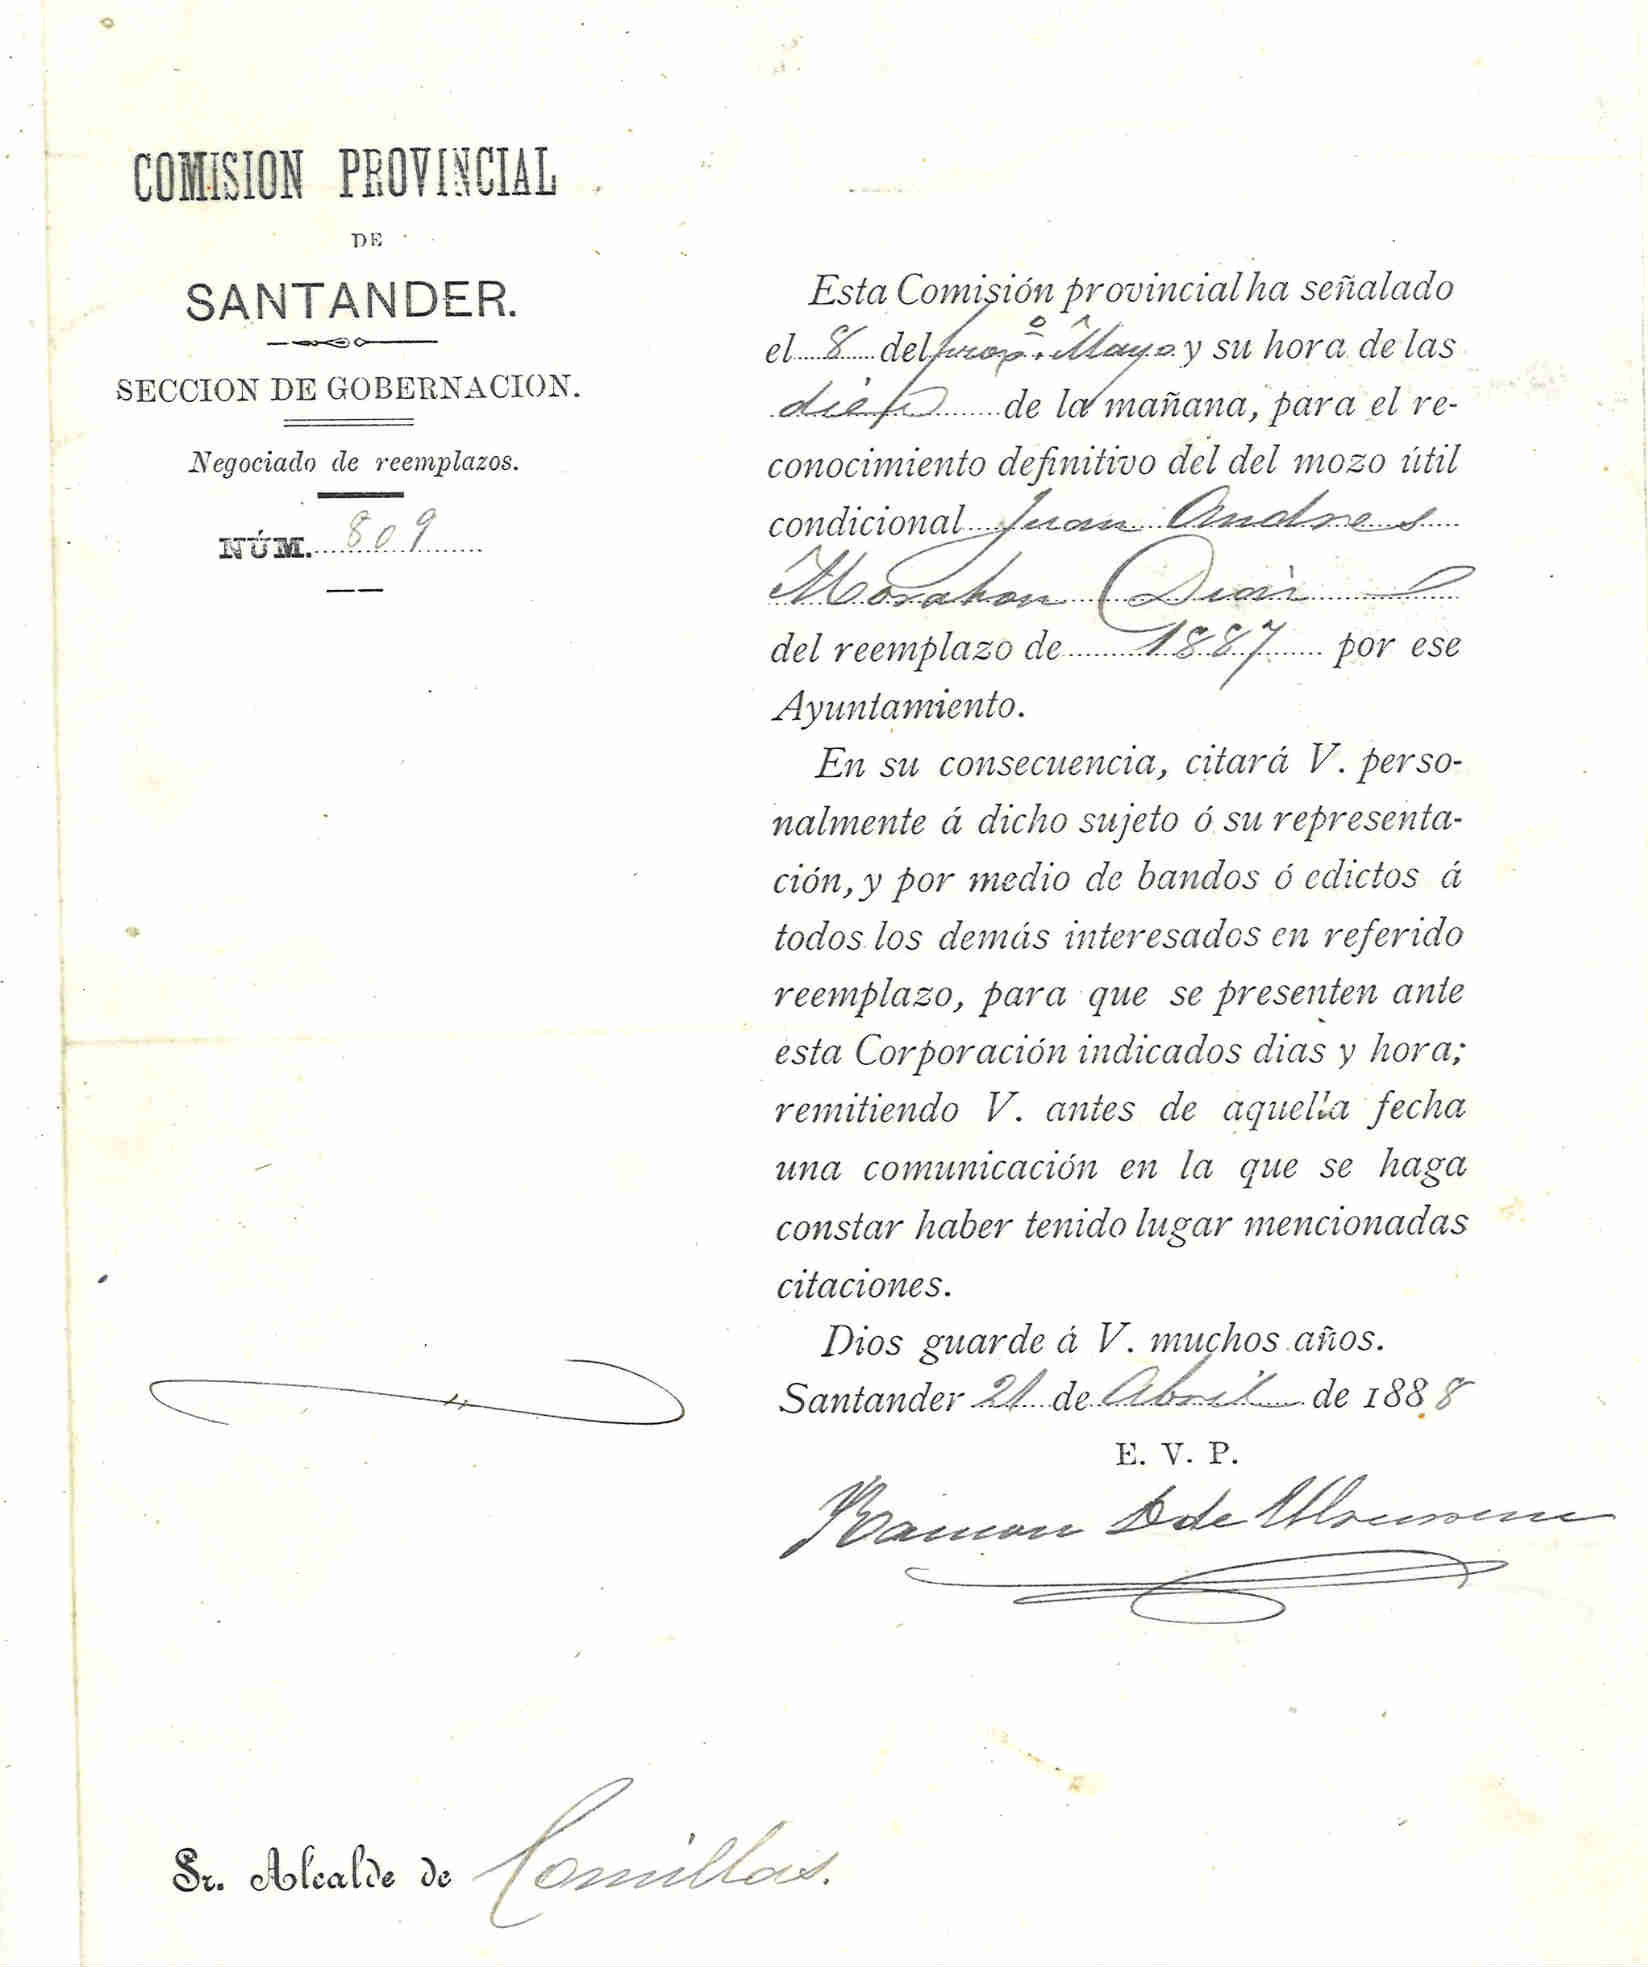 COMISION PROVINCIAL
DE
SANTANDER.
SECCION DE GOBERNACION.
Negociado de reemplazos.
NÚM. 809
Esta Comisión provincial ha señalado
el 8 del prox.º Mayo y su hora de las
diez de la mañana, para el re-
conocimiento definitivo del del mozo útil
condicional Juan Andres
Morahon
del reemplazo de 1887 por ese
Ayuntamiento.
En su consecuencia, citará V. perso-
nalmente á dicho sujeto ó su representa-
ción, y por medio de bandos ó edictos á
todos los demás interesados en referido
reemplazo, para que se presenten ante
esta Corporación indicados dias y hora;
remitiendo V. antes de aquella fecha
una comunicación en la que se haga
constar haber tenido lugar mencionadas
citaciones.
Dios guarde á V. muchos años.
Santander 21 de Abril de 1888
E. V. P.
Ramon de
Sr. Alcalde de Comillas.